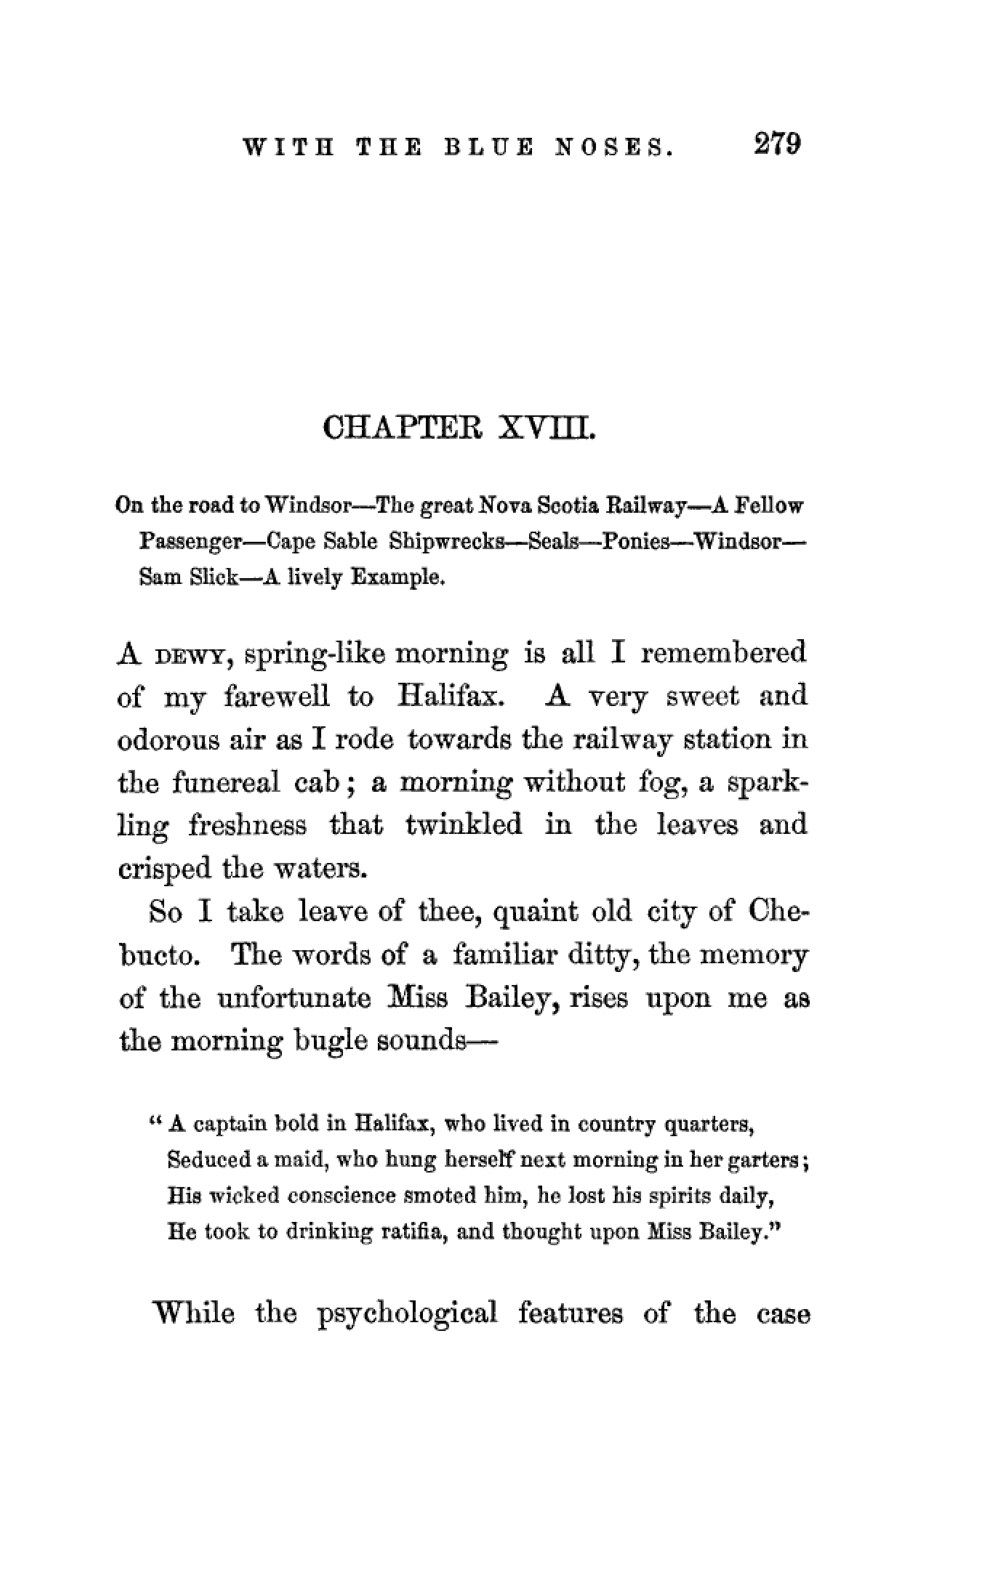 WITH THE BLUE NOSES. 279
CHAPTER XVIII.
On the road to Windsor—The great Nova Scotia Railway—A Fellow
Passenger—Cape Sable Shipwrecks—Seals—Ponies—Windsor—
Sam Slick—A lively Example.
A DEWY, spring-like morning is all I remembered
of my farewell to Halifax. A very sweet and
odorous air as I rode towards the railway station in
the funereal cab; a morning without fog, a spark-
ling freshness that twinkled in the leaves and
crisped the waters.
So I take leave of thee, quaint old city of Che-
bucto. The words of a familiar ditty, the memory
of the unfortunate Miss Bailey, rises upon me as
the morning bugle sounds—
“A captain bold in Halifax, who lived in country quarters,
Seduced a maid, who hung herself next morning in her garters;
His wicked conscience smoted him, he lost his spirits daily,
He took to drinking ratifia, and thought upon Miss Bailey.”
While the psychological features of the case